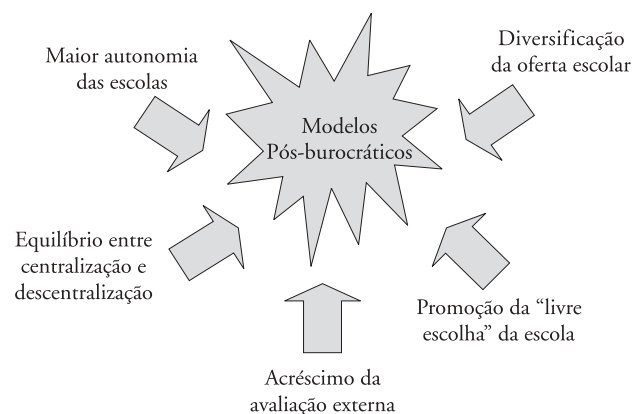 Maior autonomia
das escolas
Diversificação
da oferta escolar
Modelos
Pós-burocráticos
Equilíbrio entre
centralização e
descentralização
Promoção da “livre
escolha” da escola
Acréscimo da
avaliação externa